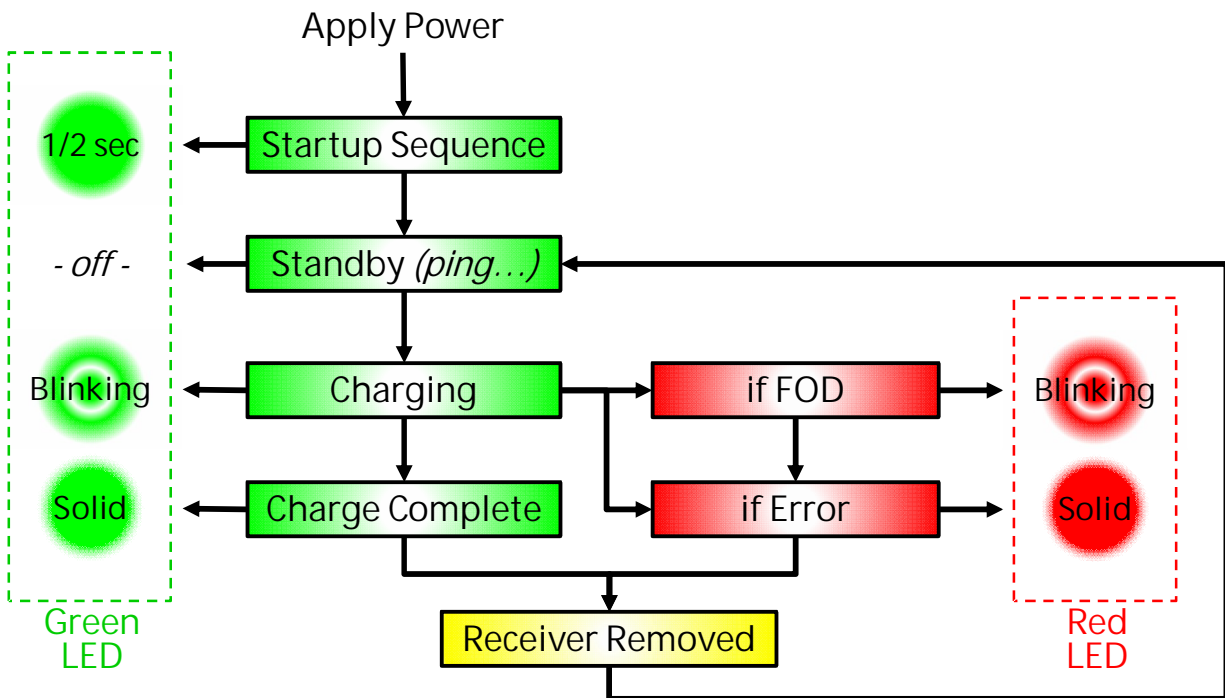 Apply Power
1/2 sec
Startup Sequence
- off -
Standby (ping...)
Blinking
Charging
if FOD
Blinking
Solid
Charge Complete
if Error
Solid
Green
LED
Receiver Removed
Red
LED